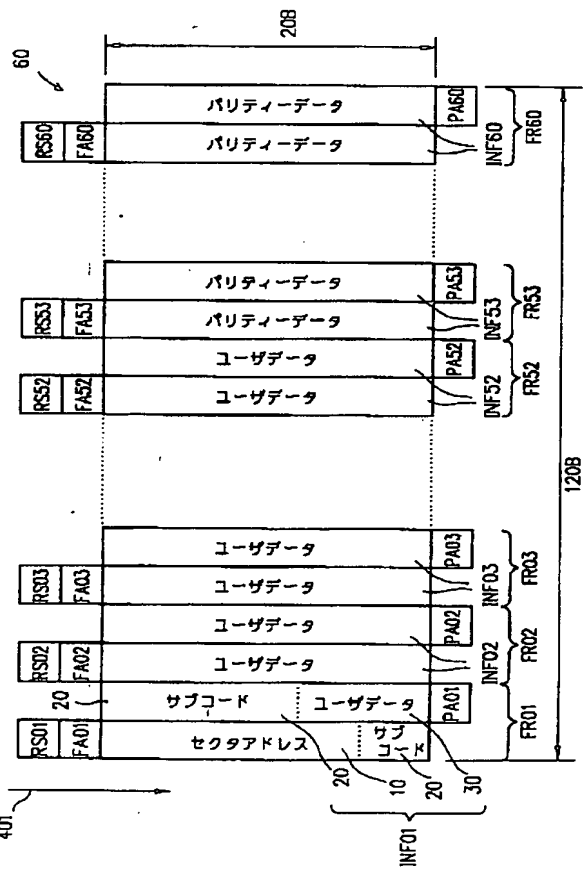 401
INF01
FR01
サブ
コード
セクタアドレス
FA01
RS01
20
10
20
30
PA01
ユーザデータ
サブコード
20
FR02
INF02
ユーザデータ
FA02
RS02
PA02
ユーザデータ
FR03
INF03
ユーザデータ
FA03
RS03
PA03
ユーザデータ
120B
FR52
INF52
ユーザデータ
FA52
RS52
PA52
ユーザデータ
FR53
INF53
パリティーデータ
FA53
RS53
PA53
パリティーデータ
FR60
INF60
パリティーデータ
FA60
RS60
PA60
パリティーデータ
60
20B